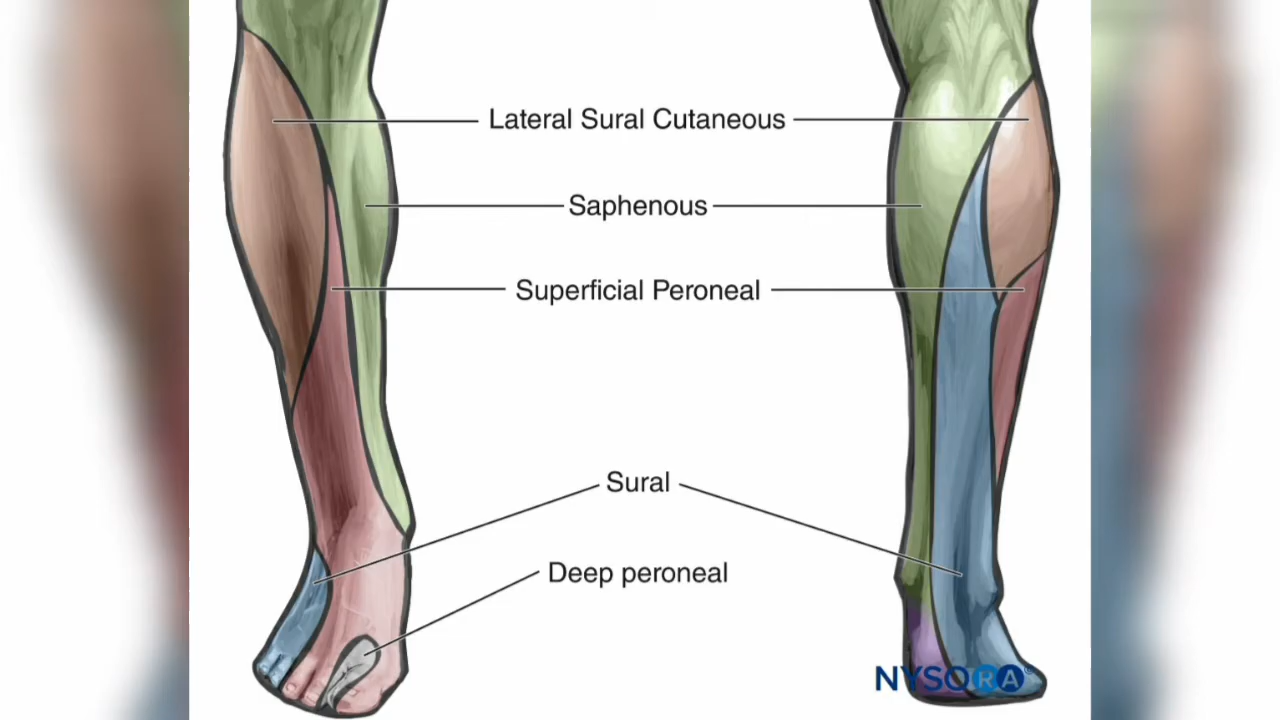 Lateral Sural Cutaneous
Saphenous
Superficial Peroneal
Sural
Deep peroneal
NYSORA®